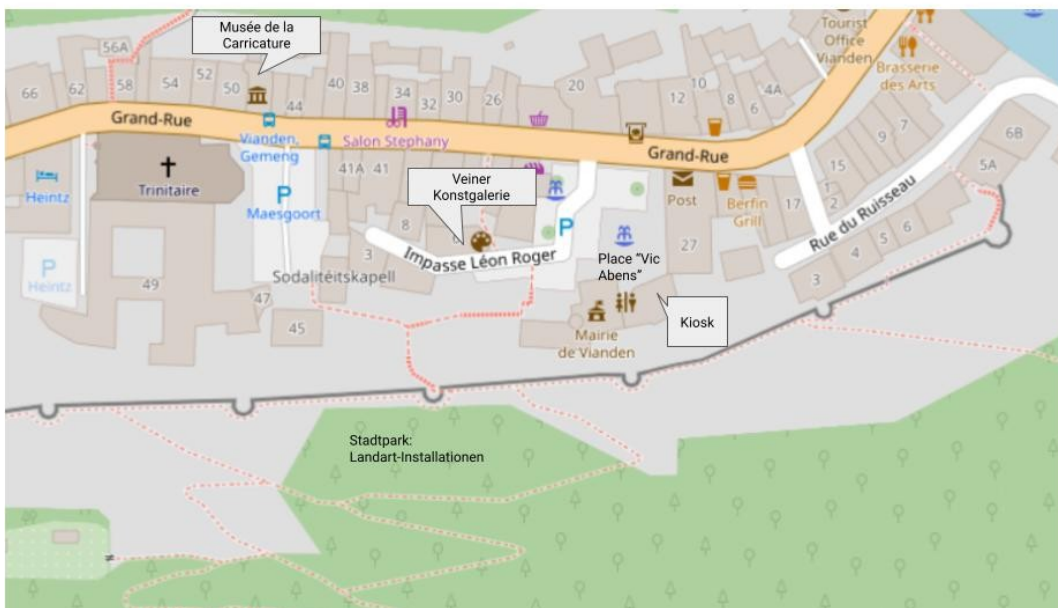 Musée de la
Carricature
56A
66
62
58
54
52
50
44
40
38
34
32
30
26
20
12
10
8
6
4A
Tourist
Office
Vianden
Brasserie
des Arts
Grand-Rue
Vianden,
Gemeng
Salon Stephany
Grand-Rue
9
7
6B
15
5A
Heintz
Trinitaire
P
Maesgoort
41A
41
Veiner
Konstgalerie
Post
Berfin
Grill
17
1
2
Rue du Ruisseau
8
6
P
Impasse Léon Roger
3
27
Place "Vic
Abens"
6
5
4
3
P
Heintz
49
Sodalitéitskapell
47
45
Kiosk
Mairie
de Vianden
Stadtpark:
Landart-Installationen